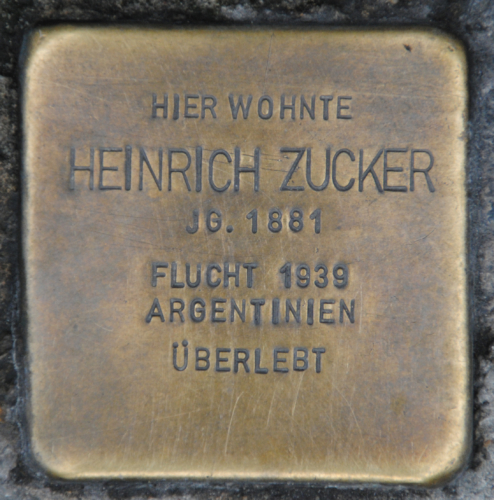 HIER WOHNTE
HEINRICH ZUCKER
JG. 1881
FLUCHT 1939
ARGENTINIEN
ÜBERLEBT